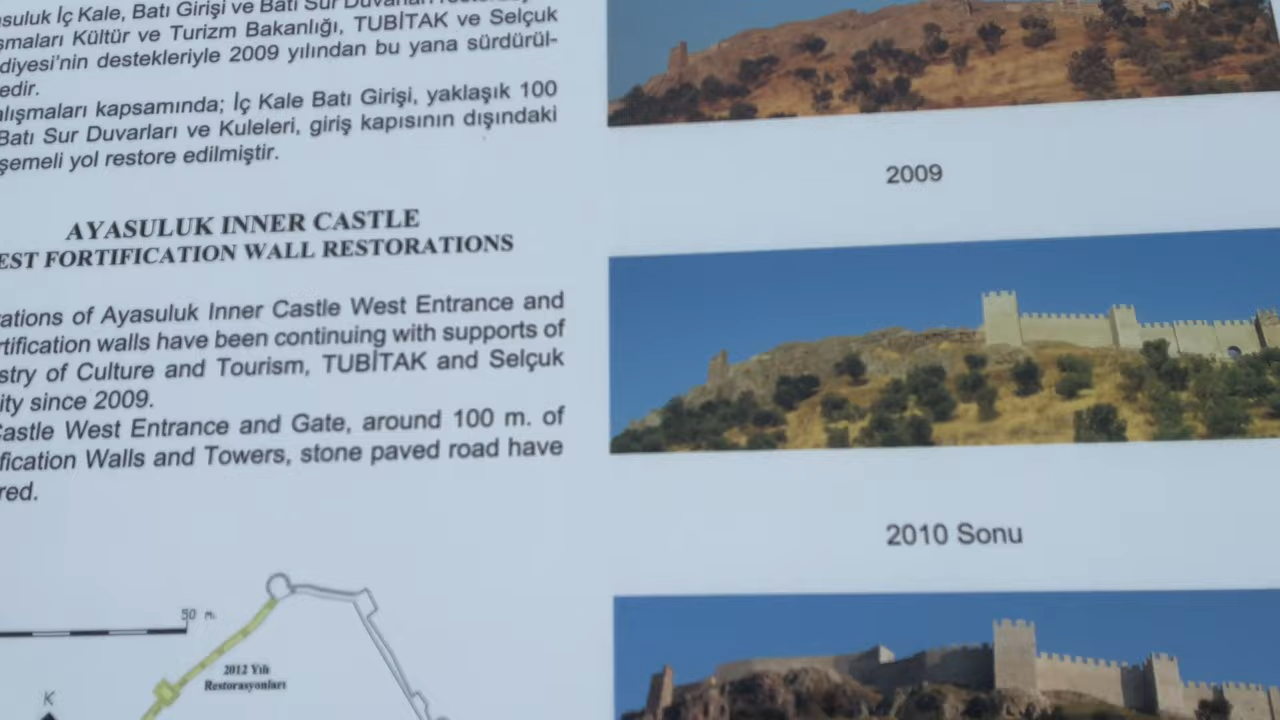 suluk İç Kale, Batı Girişi ve Batı Sur
şmaları Kültür ve Turizm Bakanlığı, TUBİTAK ve Selçuk
diyesi'nin destekleriyle 2009 yılından bu yana sürdürül-
edir.
alışmaları kapsamında; İç Kale Batı Girişi, yaklaşık 100
Batı Sur Duvarları ve Kuleleri, giriş kapısının dışındaki
şemeli yol restore edilmiştir.
AYASULUK INNER CASTLE
EST FORTIFICATION WALL RESTORATIONS
ations of Ayasuluk Inner Castle West Entrance and
rtification walls have been continuing with supports of
stry of Culture and Tourism, TUBİTAK and Selçuk
ity since 2009.
Castle West Entrance and Gate, around 100 m. of
fication Walls and Towers, stone paved road have
red.
50 m.
2012 Yılı
Restorasyonları
K
2009
2010 Sonu